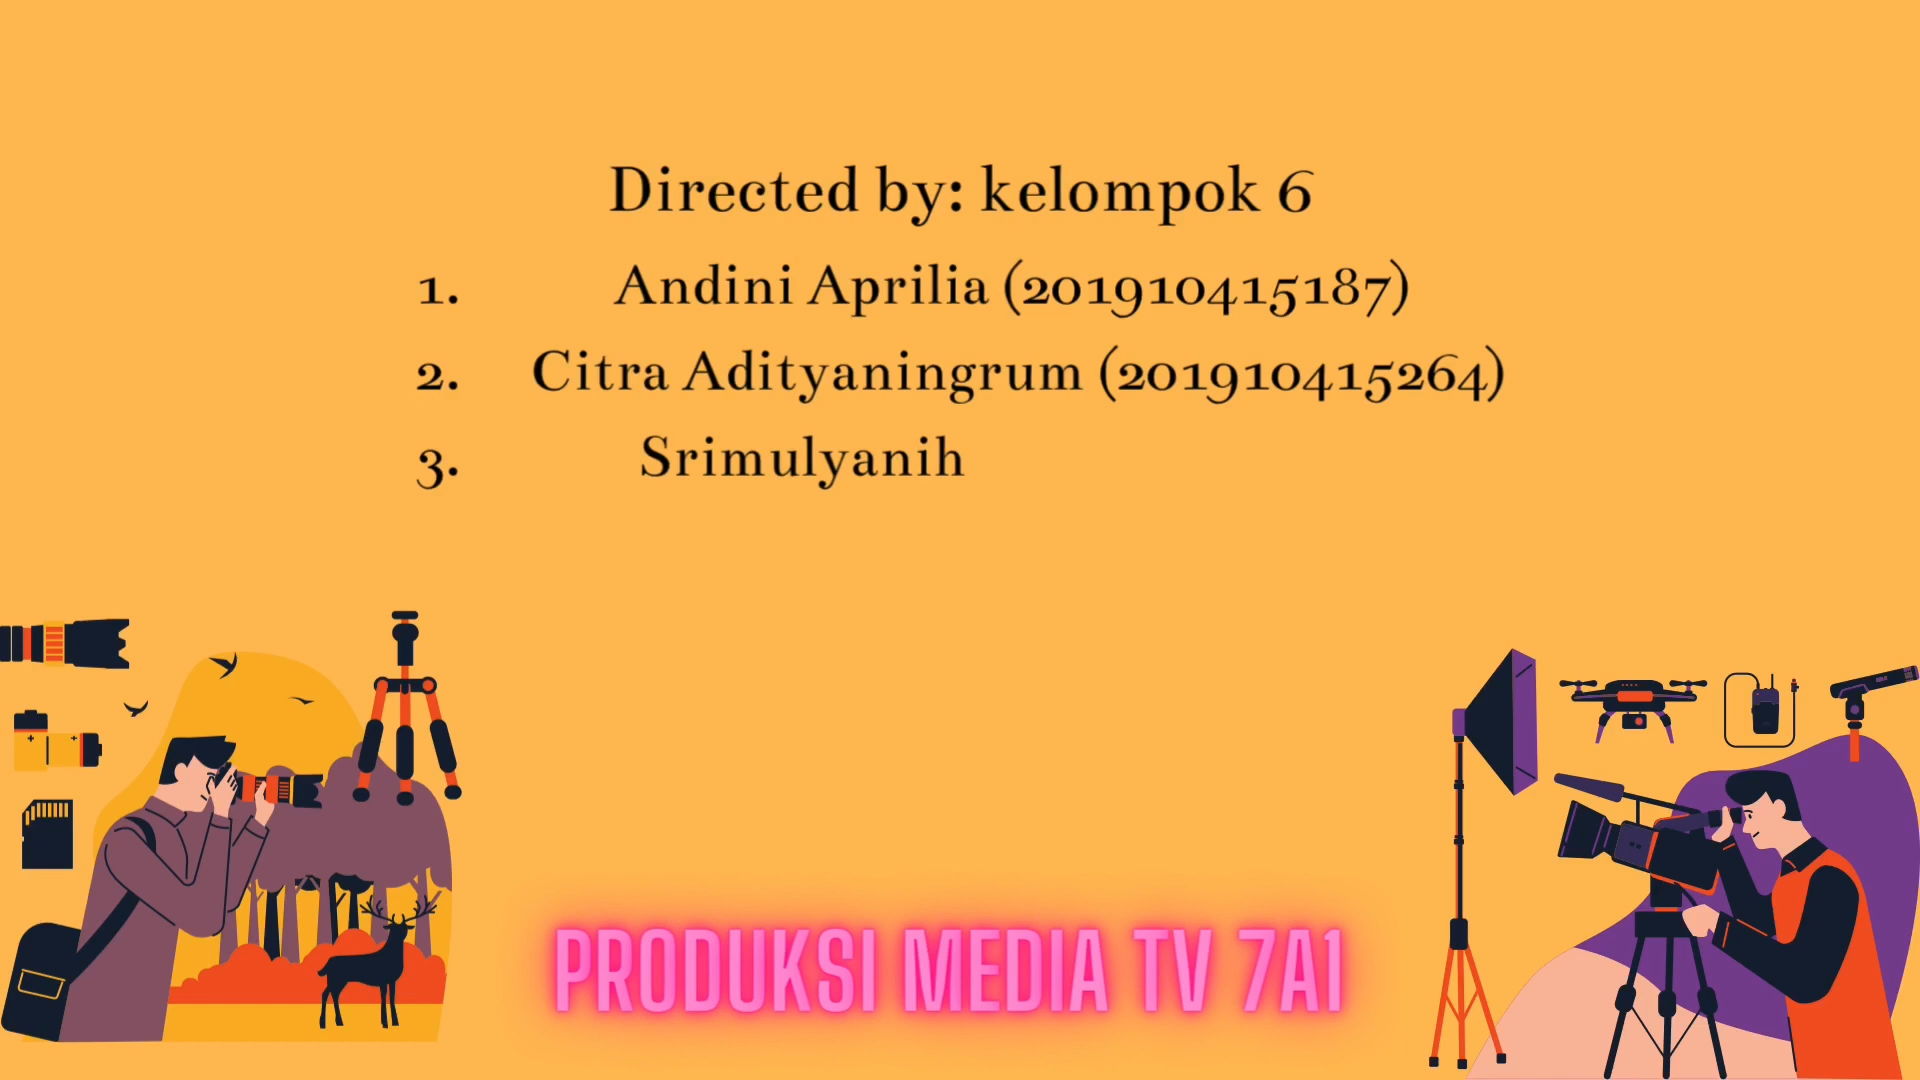 Directed by: kelompok 6
1. Andini Aprilia (201910415187)
2. Citra Adityaningrum (201910415264)
3. Srimulyanih
PRODUKSI MEDIA TV 7A1